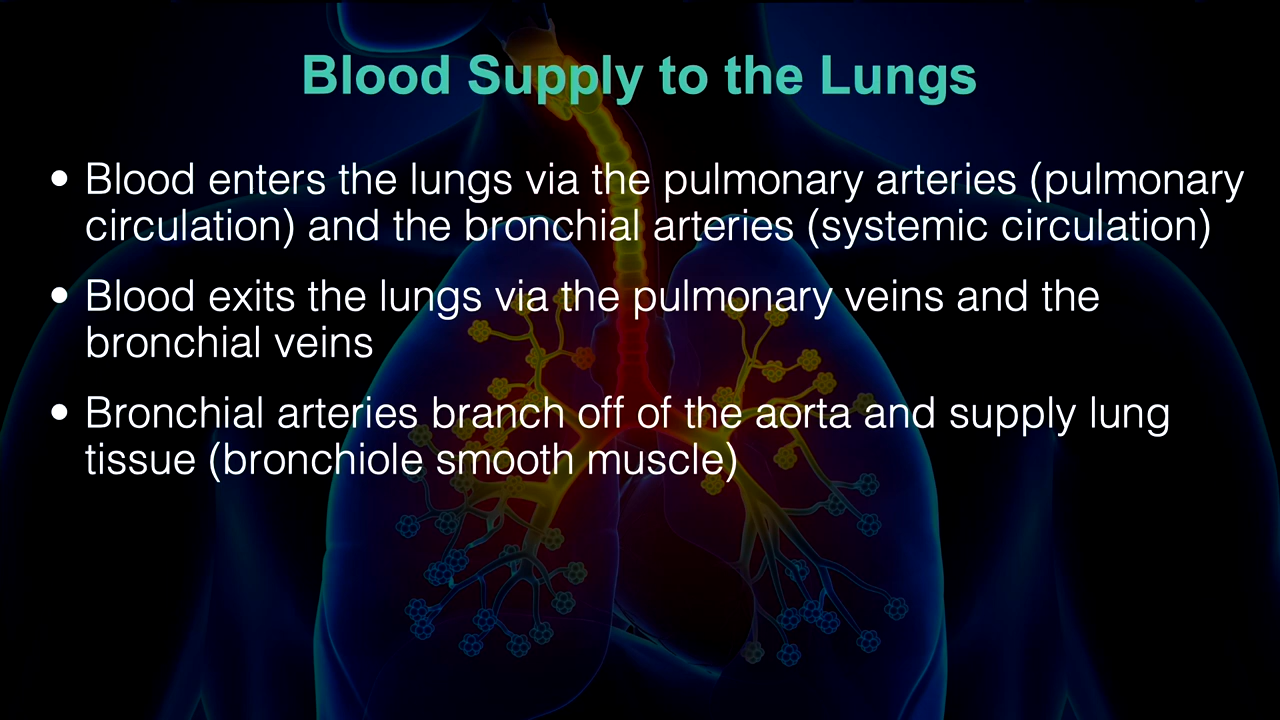 Blood Supply to the Lungs
• Blood enters the lungs via the pulmonary arteries (pulmonary
circulation) and the bronchial arteries (systemic circulation)
• Blood exits the lungs via the pulmonary veins and the
bronchial veins
• Bronchial arteries branch off of the aorta and supply lung
tissue (bronchiole smooth muscle)